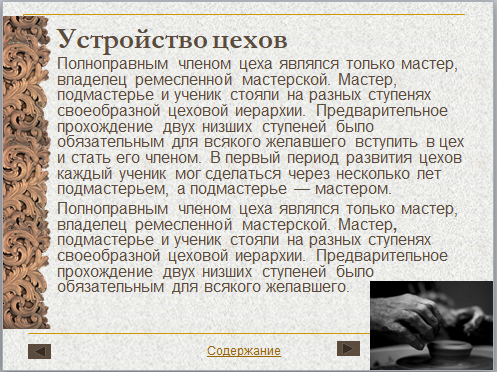 Устройство цехов
Полноправным членом цеха являлся только мастер,
владелец ремесленной мастерской. Мастер,
подмастерье и ученик стояли на разных ступенях
своеобразной цеховой иерархии. Предварительное
прохождение двух низших ступеней было
обязательным для всякого желавшего вступить в цех
и стать его членом. В первый период развития цехов
каждый ученик мог сделаться через несколько лет
подмастерьем, а подмастерье — мастером.
Полноправным членом цеха являлся только мастер,
владелец ремесленной мастерской. Мастер,
подмастерье и ученик стояли на разных ступенях
своеобразной цеховой иерархии. Предварительное
прохождение двух низших ступеней было
обязательным для всякого желавшего.
Содержание